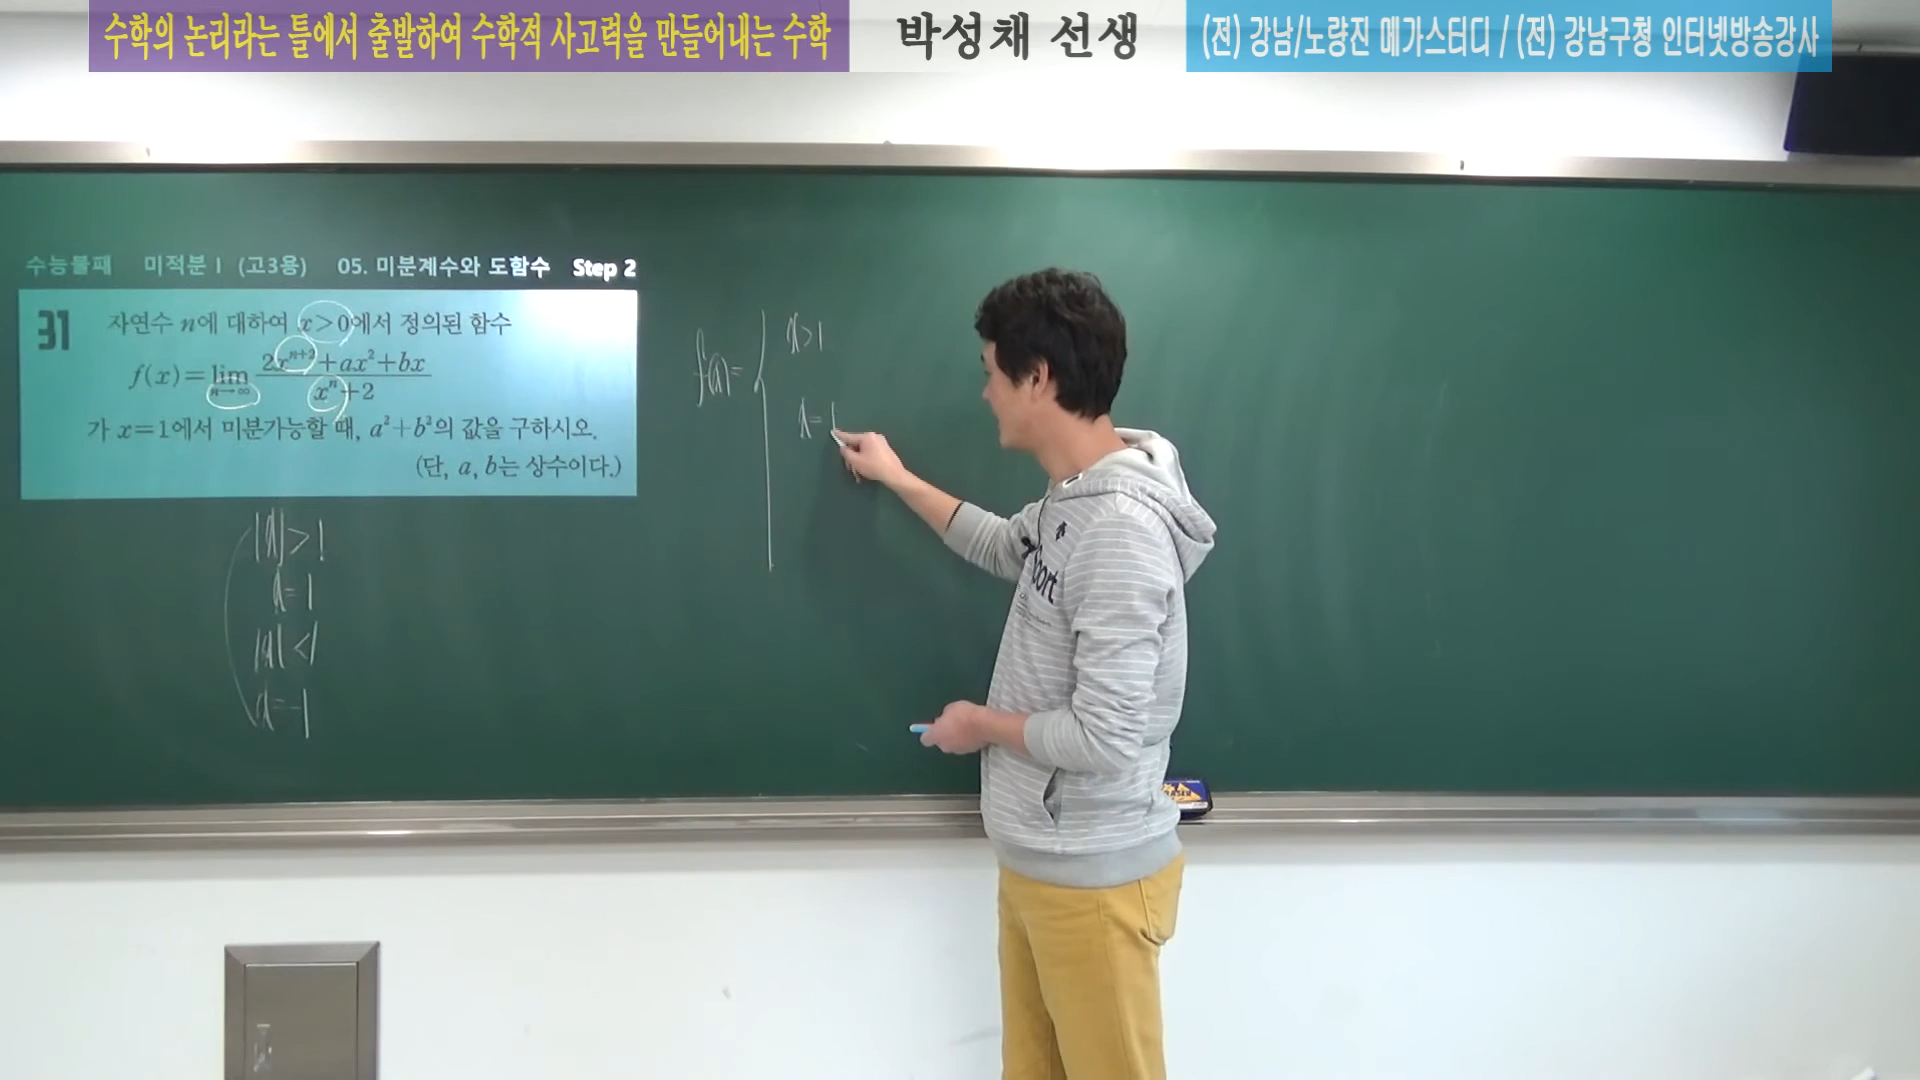 수학의 논리라는 틀에서 출발하여 수학적 사고력을 만들어내는 수학
박성채 선생
(전) 강남/노량진 메가스터디 / (전) 강남구청 인터넷방송강사
수능불패 미적분 I (고3용) 05. 미분계수와 도함수 Step 2
31 자연수 n에 대하여 x>0에서 정의된 함수
f(x)=lim n→∞ (2xⁿ⁺²+ax²+bx)/(xⁿ+2)
가 x=1에서 미분가능할 때, a²+b²의 값을 구하시오.
(단, a, b는 상수이다.)
|x|>1
x=1
|x|<1
x=-1
f(x)=
x>1
x=1